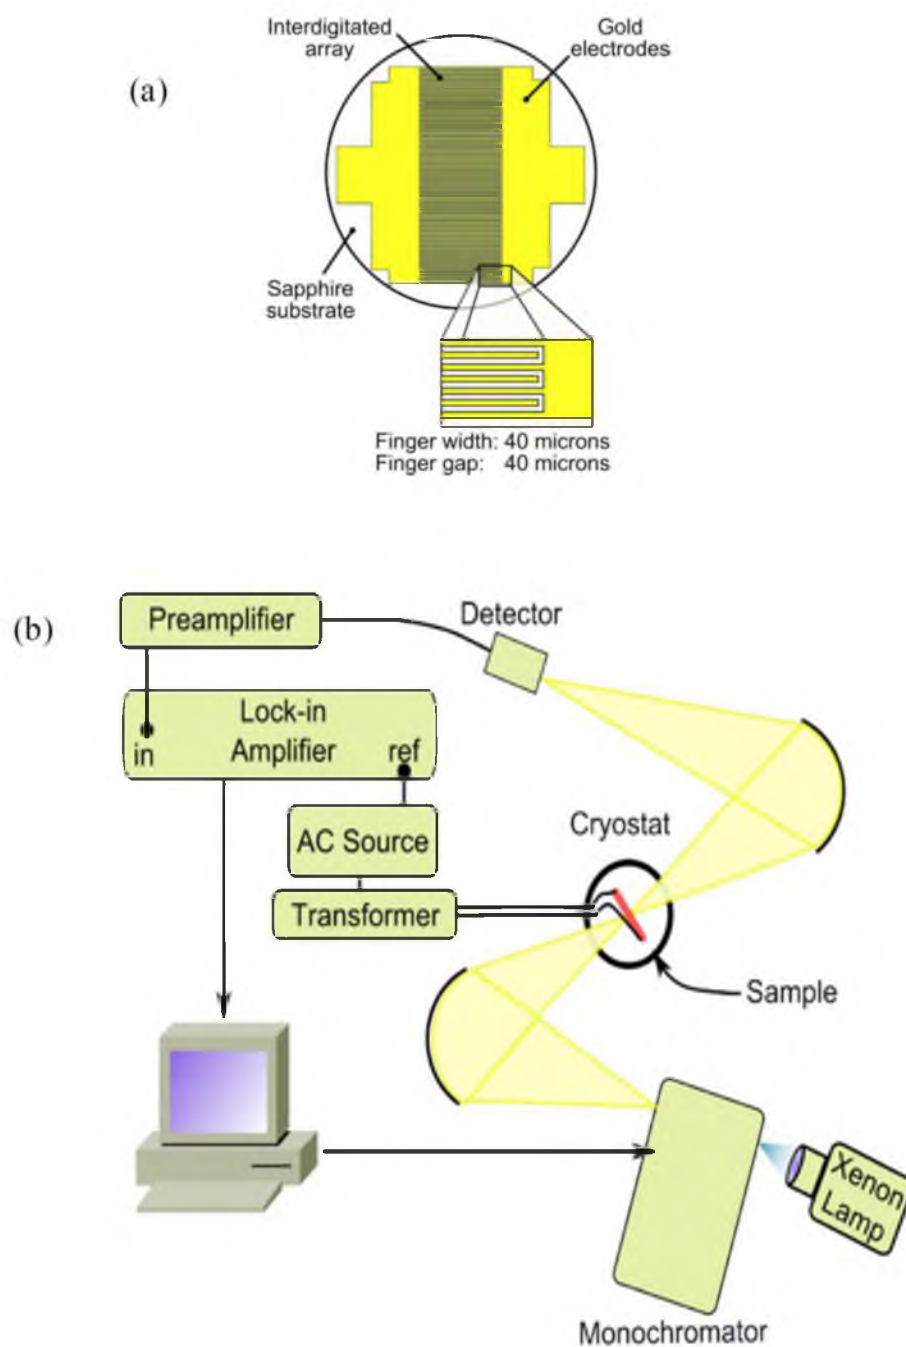 (a)
Interdigitated
array
Gold
electrodes
Sapphire
substrate
Finger width: 40 microns
Finger gap: 40 microns
(b)
Preamplifier
Detector
Lock-in
Amplifier
in
ref
AC Source
Transformer
Cryostat
Sample
Xenon
Lamp
Monochromator